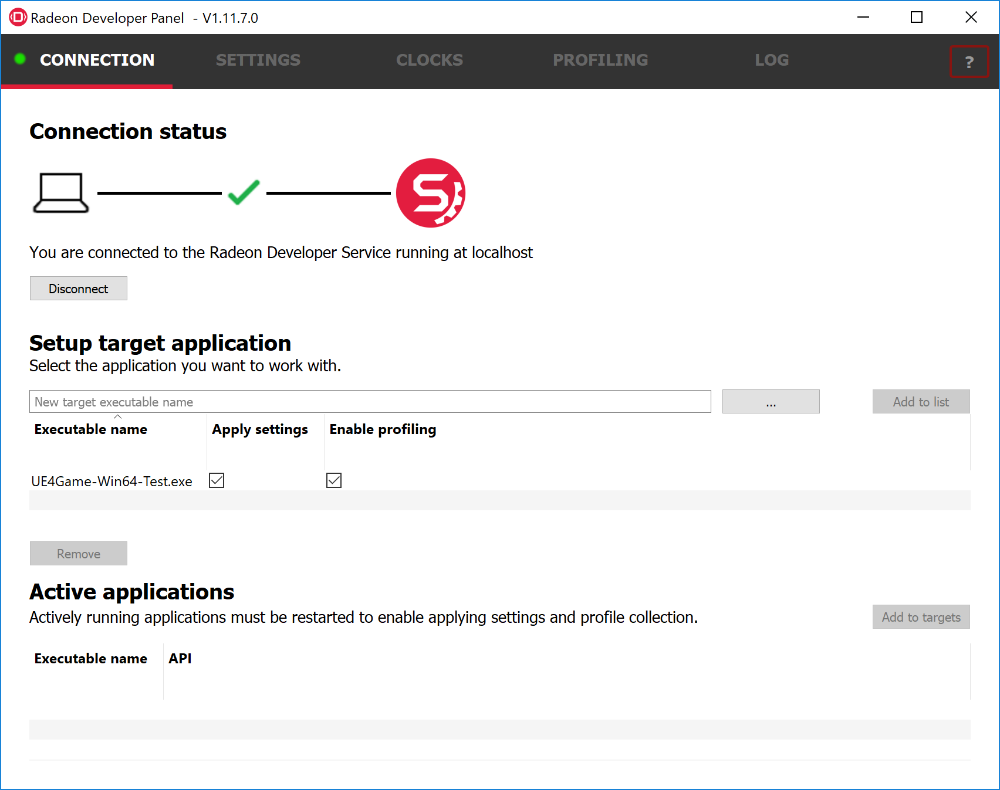 Radeon Developer Panel - V1.11.7.0
CONNECTION SETTINGS CLOCKS PROFILING LOG ?
Connection status
You are connected to the Radeon Developer Service running at localhost
Disconnect
Setup target application
Select the application you want to work with.
New target executable name ... Add to list
Executable name Apply settings Enable profiling
UE4Game-Win64-Test.exe
Remove
Active applications
Actively running applications must be restarted to enable applying settings and profile collection. Add to targets
Executable name API